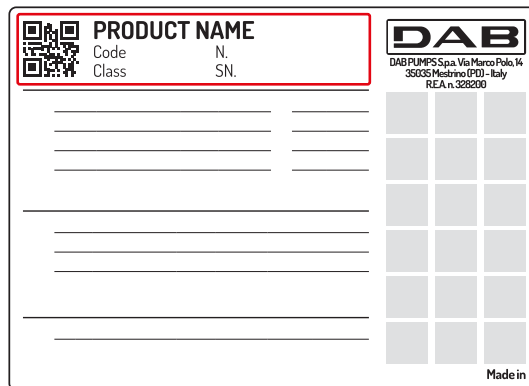 PRODUCT NAME
Code N.
Class SN.
DAB
DAB PUMPS S.p.a. Via Marco Polo, 14
35035 Mestrino (PD) - Italy
R.E.A. n. 328200
Made in